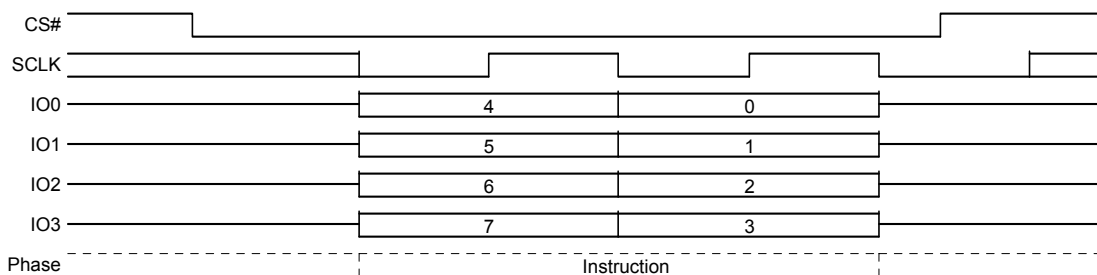 CS#
SCLK
IO0 4 0
IO1 5 1
IO2 6 2
IO3 7 3
Phase Instruction